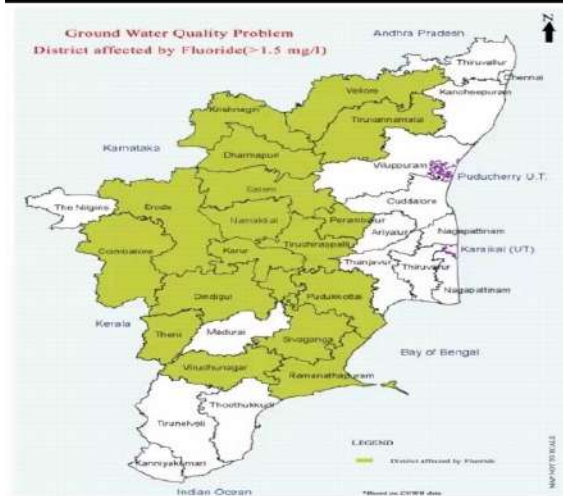 Ground Water Quality Problem
District affected by Fluoride(>1.5 mg/l)
Andhra Pradesh
N
Thiruvallur
Chennai
Kancheepuram
Vellore
Krishnagiri
Tiruvannamalai
Karnataka
Dharmapuri
Viluppuram
Puducherry U.T.
Salem
The Nilgiris
Erode
Cuddalore
Namakkal
Perambalur
Ariyalur
Nagapattinam
Coimbatore
Karur
Tiruchirappalli
Karaikal (UT)
Thanjavur
Thiruvarur
Nagapattinam
Dindigul
Pudukkottai
Kerala
Theni
Madurai
Sivaganga
Bay of Bengal
Virudhunagar
Ramanathapuram
Thoothukkudi
Tirunelveli
LEGEND
District affected by Fluoride
Kanniyakumari
Indian Ocean
*Based on CGWB data
MAP NOT TO SCALE